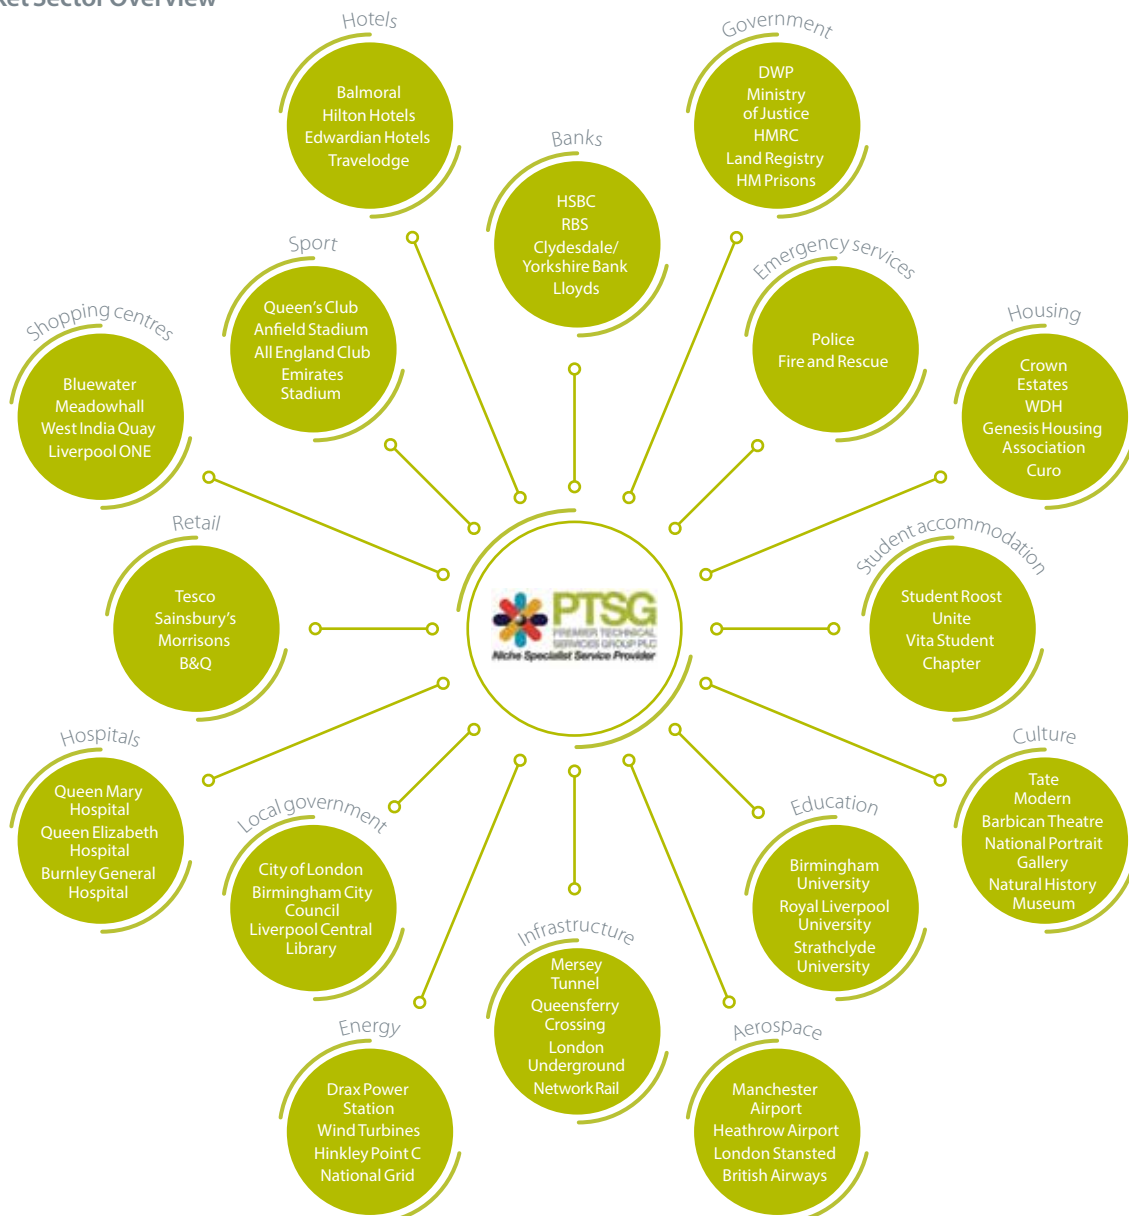 ket Sector Overview
Hotels
Balmoral
Hilton Hotels
Edwardian Hotels
Travelodge
Government
DWP
Ministry
of Justice
HMRC
Land Registry
HM Prisons
Banks
HSBC
RBS
Clydesdale/
Yorkshire Bank
Lloyds
Sport
Queen's Club
Anfield Stadium
All England Club
Emirates
Stadium
Emergency services
Police
Fire and Rescue
Shopping centres
Bluewater
Meadowhall
West India Quay
Liverpool ONE
Housing
Crown
Estates
WDH
Genesis Housing
Association
Curo
Retail
Tesco
Sainsbury's
Morrisons
B&Q
PTSG
PREMIER TECHNICAL
SERVICES GROUP PLC
Niche Specialist Service Provider
Student accommodation
Student Roost
Unite
Vita Student
Chapter
Hospitals
Queen Mary
Hospital
Queen Elizabeth
Hospital
Burnley General
Hospital
Local government
City of London
Birmingham City
Council
Liverpool Central
Library
Education
Birmingham
University
Royal Liverpool
University
Strathclyde
University
Culture
Tate
Modern
Barbican Theatre
National Portrait
Gallery
Natural History
Museum
Infrastructure
Mersey
Tunnel
Queensferry
Crossing
London
Underground
Network Rail
Energy
Drax Power
Station
Wind Turbines
Hinkley Point C
National Grid
Aerospace
Manchester
Airport
Heathrow Airport
London Stansted
British Airways